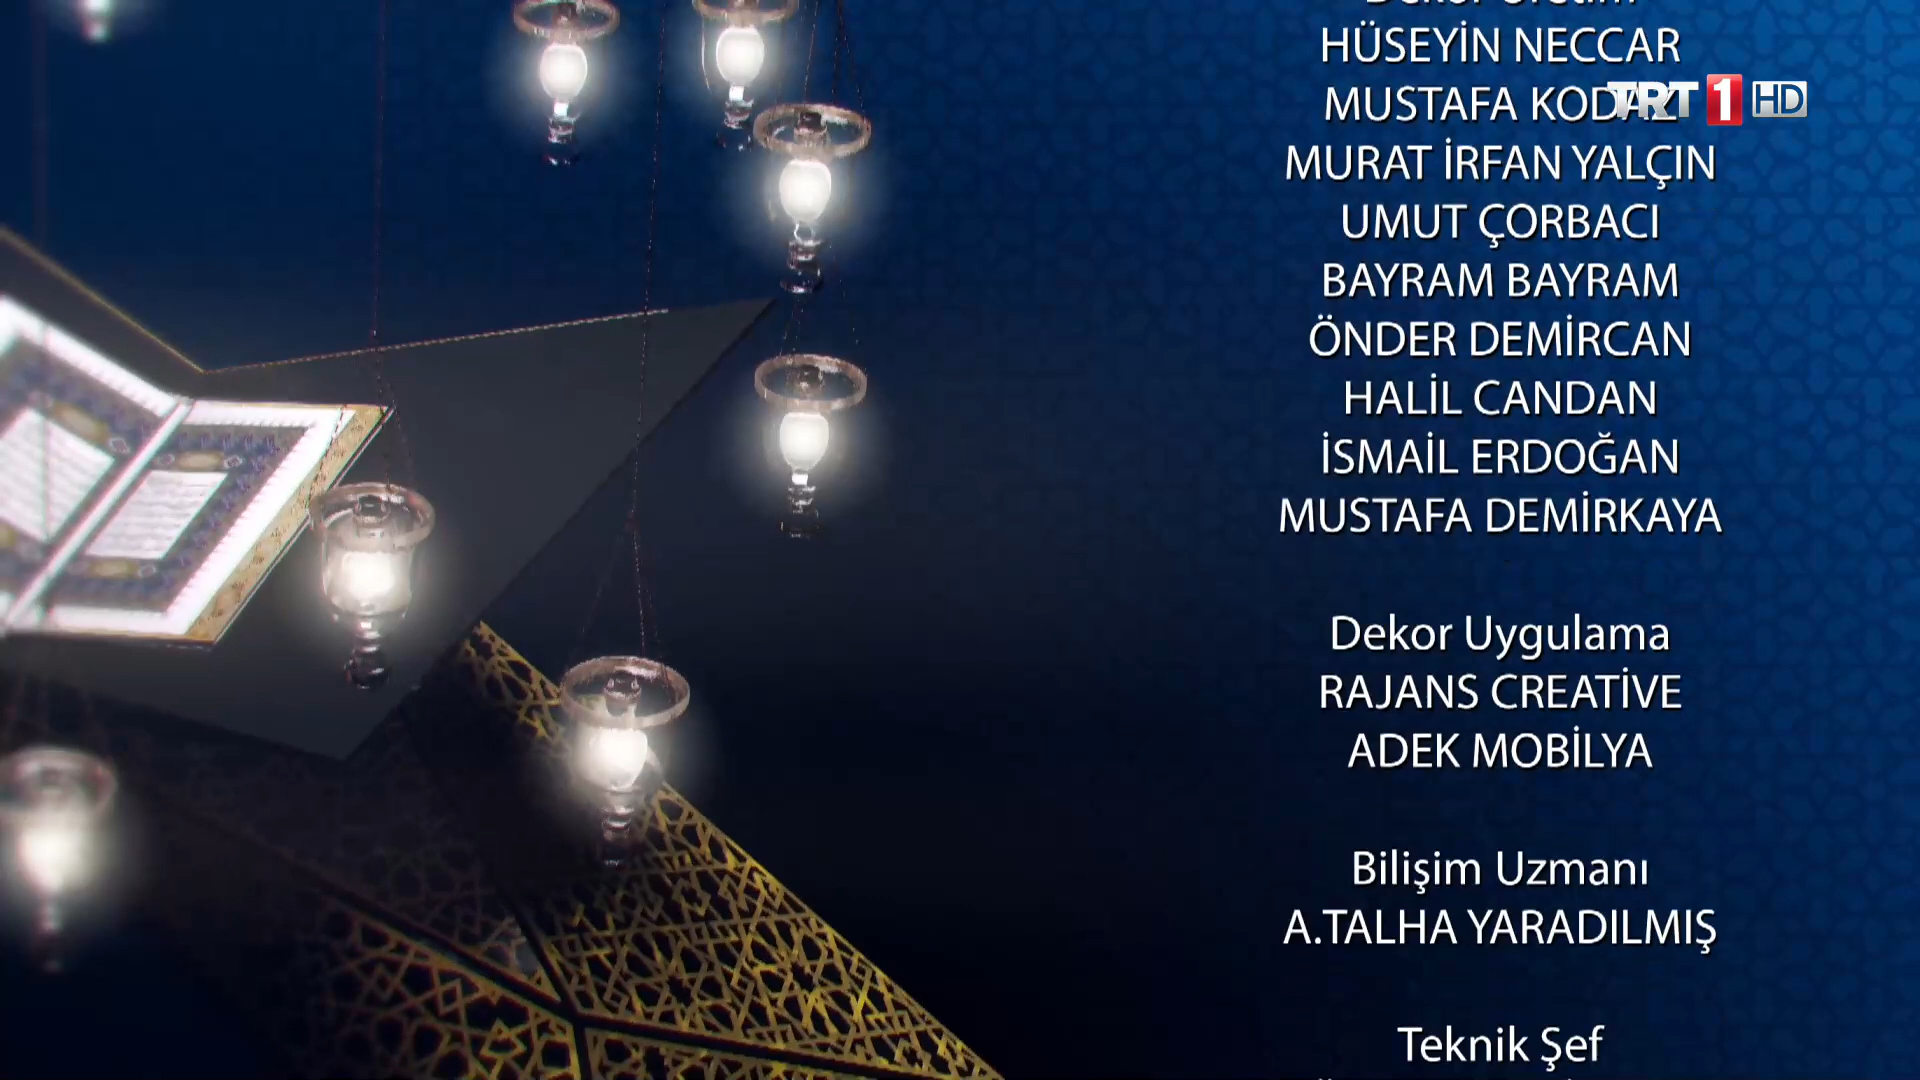 HÜSEYİN NECCAR
MUSTAFA KODAZ
TRT 1 HD
MURAT İRFAN YALÇIN
UMUT ÇORBACI
BAYRAM BAYRAM
ÖNDER DEMİRCAN
HALİL CANDAN
İSMAİL ERDOĞAN
MUSTAFA DEMİRKAYA
Dekor Uygulama
RAJANS CREATİVE
ADEK MOBİLYA
Bilişim Uzmanı
A.TALHA YARADILMIŞ
Teknik Şef